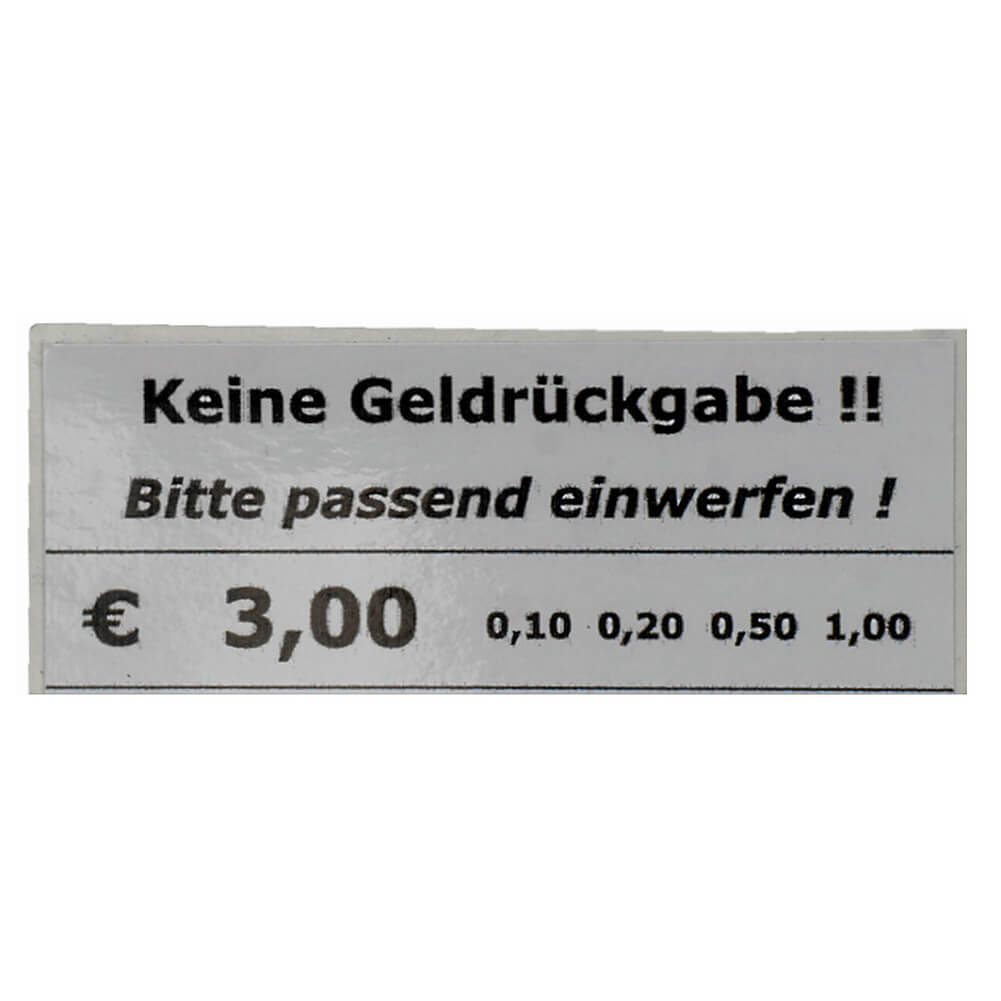 Keine Geldrückgabe !!
Bitte passend einwerfen !
€ 3,00 0,10 0,20 0,50 1,00